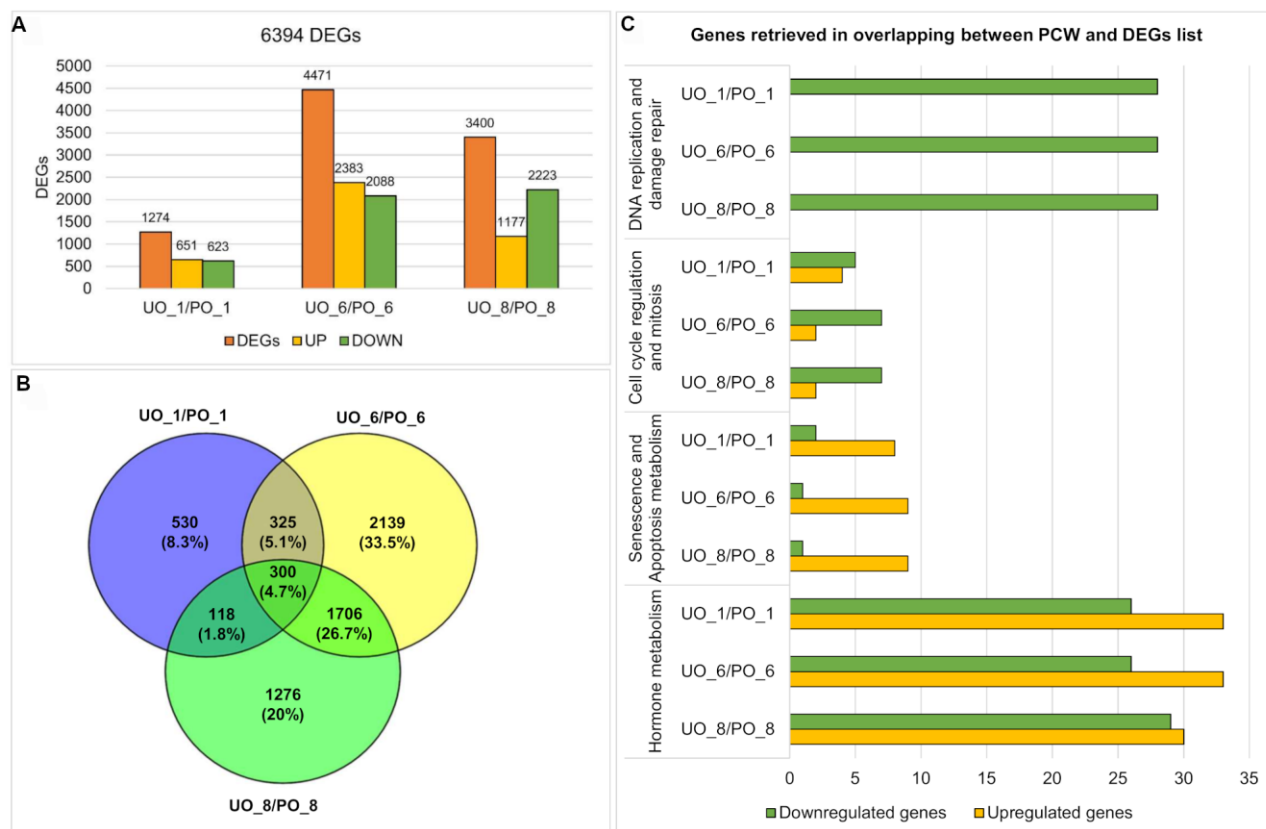 A
6394 DEGs
DEGs
5000
4500
4000
3500
3000
2500
2000
1500
1000
500
0
1274
651
623
4471
2383
2088
3400
1177
2223
UO_1/PO_1
UO_6/PO_6
UO_8/PO_8
DEGs UP DOWN
B
UO_1/PO_1
UO_6/PO_6
530
(8.3%)
325
(5.1%)
2139
(33.5%)
300
(4.7%)
118
(1.8%)
1706
(26.7%)
1276
(20%)
UO_8/PO_8
C
Genes retrieved in overlapping between PCW and DEGs list
DNA replication and
damage repair
UO_1/PO_1
UO_6/PO_6
UO_8/PO_8
Cell cycle regulation
and mitosis
UO_1/PO_1
UO_6/PO_6
UO_8/PO_8
Senescence and
Apoptosis metabolism
UO_1/PO_1
UO_6/PO_6
UO_8/PO_8
Hormone metabolism
UO_1/PO_1
UO_6/PO_6
UO_8/PO_8
0 5 10 15 20 25 30 35
Downregulated genes Upregulated genes